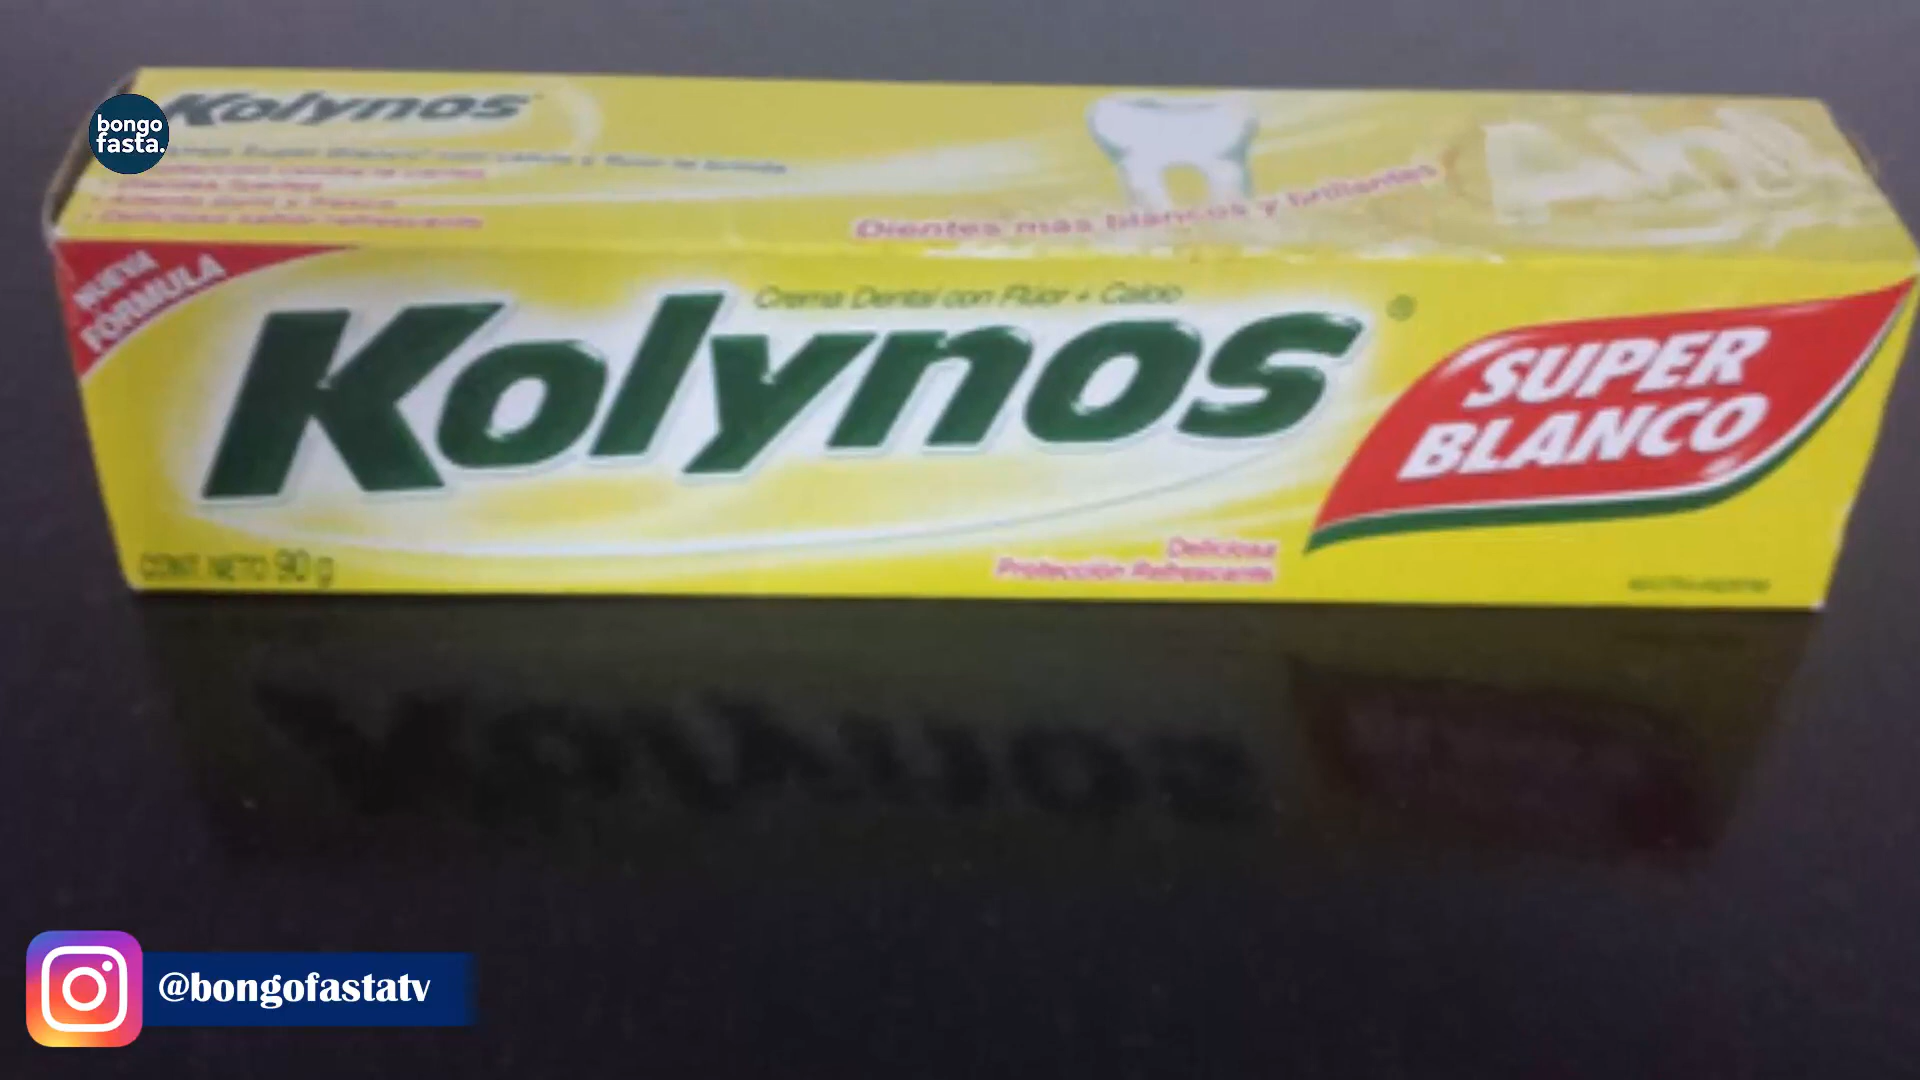 bongo
fasta.
Kolynos
Dientes más blancos y brillantes
NUEVA
FORMULA
Crema Dental con Flúor + Calcio
Kolynos®
SUPER
BLANCO
Deliciosa
Protección Refrescante
CONT. NETO 90 g
@bongofastatv